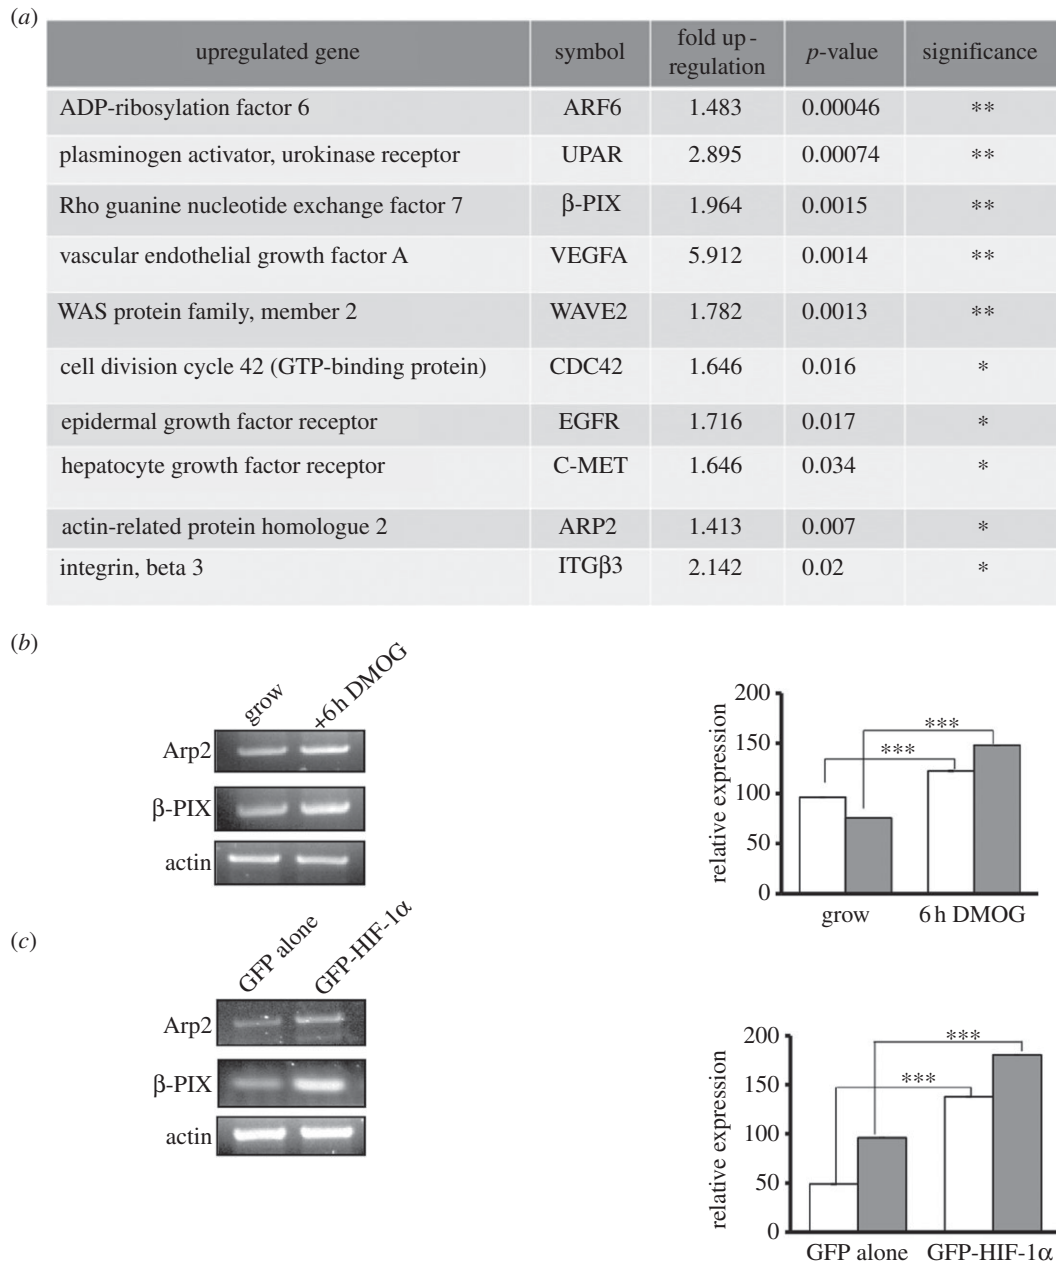 (a)
upregulated gene symbol fold up-regulation p-value significance
ADP-ribosylation factor 6 ARF6 1.483 0.00046 **
plasminogen activator, urokinase receptor UPAR 2.895 0.00074 **
Rho guanine nucleotide exchange factor 7 β-PIX 1.964 0.0015 **
vascular endothelial growth factor A VEGFA 5.912 0.0014 **
WAS protein family, member 2 WAVE2 1.782 0.0013 **
cell division cycle 42 (GTP-binding protein) CDC42 1.646 0.016 *
epidermal growth factor receptor EGFR 1.716 0.017 *
hepatocyte growth factor receptor C-MET 1.646 0.034 *
actin-related protein homologue 2 ARP2 1.413 0.007 *
integrin, beta 3 ITGβ3 2.142 0.02 *
(b)
grow +6h DMOG
Arp2
β-PIX
actin
relative expression
200
150
100
50
0
***
***
grow 6h DMOG
(c)
GFP alone GFP-HIF-1α
Arp2
β-PIX
actin
relative expression
200
150
100
50
0
***
***
GFP alone GFP-HIF-1α